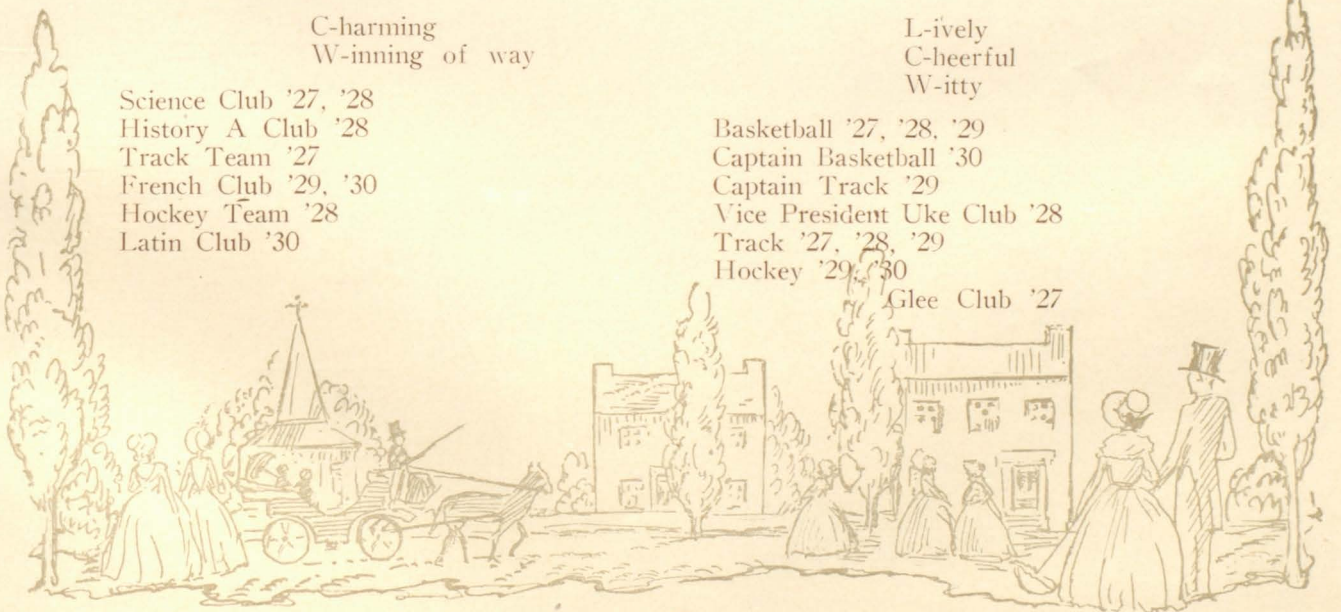 C-harming
W-inning of way
Science Club '27, '28
History A Club '28
Track Team '27
French Club '29, '30
Hockey Team '28
Latin Club '30
L-ively
C-heerful
W-itty
Basketball '27, '28, '29
Captain Basketball '30
Captain Track '29
Vice President Uke Club '28
Track '27, '28, '29
Hockey '29, '30
Glee Club '27